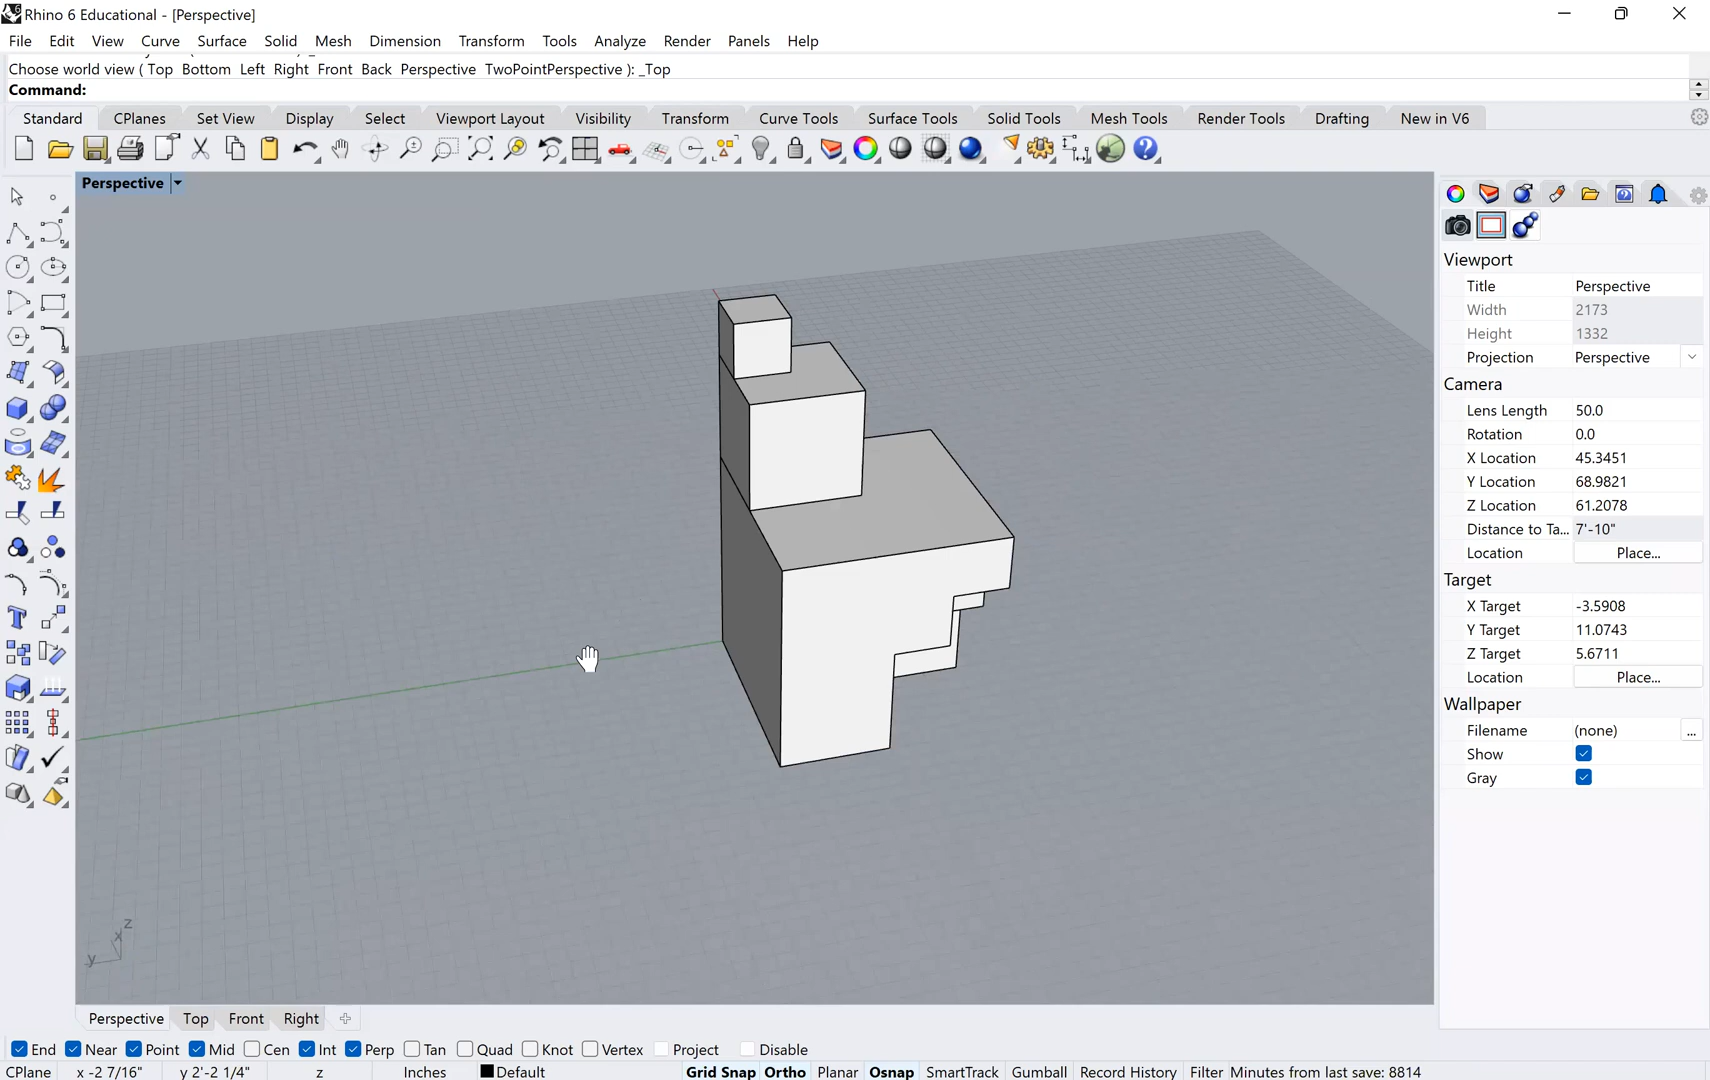 Rhino 6 Educational - [Perspective]
File Edit View Curve Surface Solid Mesh Dimension Transform Tools Analyze Render Panels Help
Choose world view ( Top Bottom Left Right Front Back Perspective TwoPointPerspective ): _Top
Command:
Standard CPlanes Set View Display Select Viewport Layout Visibility Transform Curve Tools Surface Tools Solid Tools Mesh Tools Render Tools Drafting New in V6
Perspective
Viewport
Title Perspective
Width 2173
Height 1332
Projection Perspective
Camera
Lens Length 50.0
Rotation 0.0
X Location 45.3451
Y Location 68.9821
Z Location 61.2078
Distance to Ta... 7'-10"
Location Place...
Target
X Target -3.5908
Y Target 11.0743
Z Target 5.6711
Location Place...
Wallpaper
Filename (none) ...
Show
Gray
z
x
y
Perspective Top Front Right
End Near Point Mid Cen Int Perp Tan Quad Knot Vertex Project Disable
CPlane x -2 7/16" y 2'-2 1/4" z Inches Default Grid Snap Ortho Planar Osnap SmartTrack Gumball Record History Filter Minutes from last save: 8814